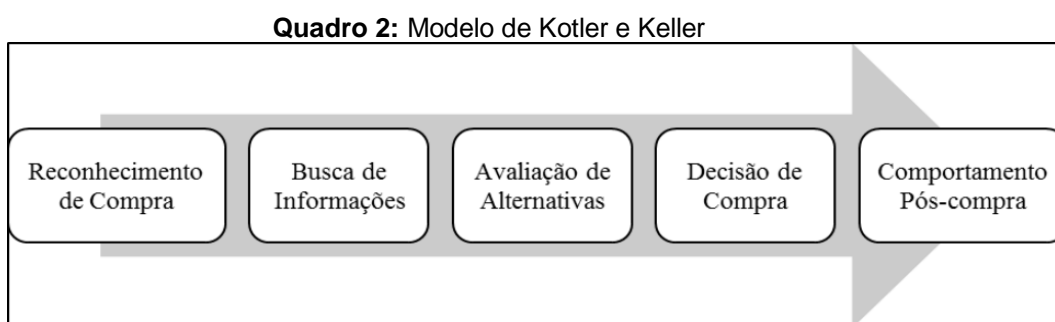 Quadro 2: Modelo de Kotler e Keller
Reconhecimento
de Compra
Busca de
Informações
Avaliação de
Alternativas
Decisão de
Compra
Comportamento
Pós-compra